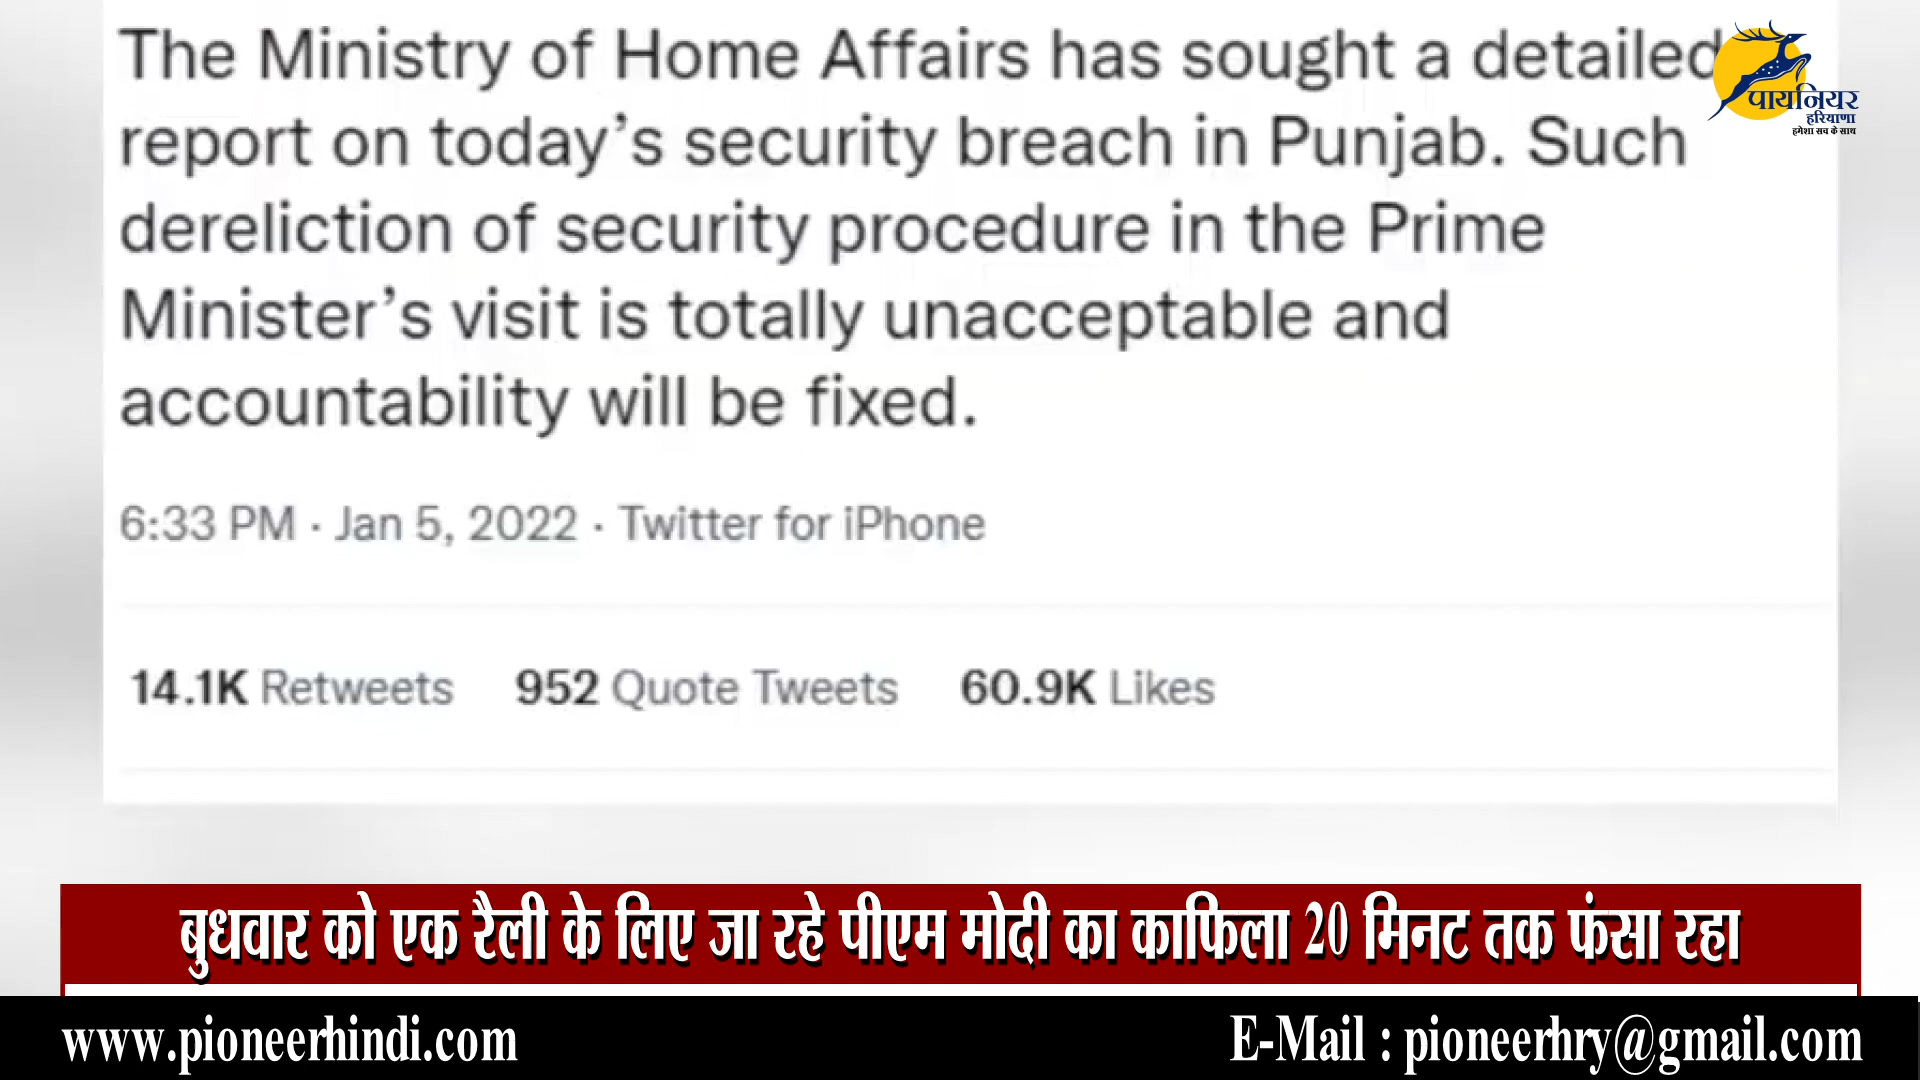 The Ministry of Home Affairs has sought a detailed
report on today’s security breach in Punjab. Such
dereliction of security procedure in the Prime
Minister’s visit is totally unacceptable and
accountability will be fixed.
पायनियर
हरियाणा
हमेशा सच के साथ
6:33 PM · Jan 5, 2022 · Twitter for iPhone
14.1K Retweets 952 Quote Tweets 60.9K Likes
बुधवार को एक रैली के लिए जा रहे पीएम मोदी का काफिला 20 मिनट तक फंसा रहा
www.pioneerhindi.com E-Mail : pioneerhry@gmail.com